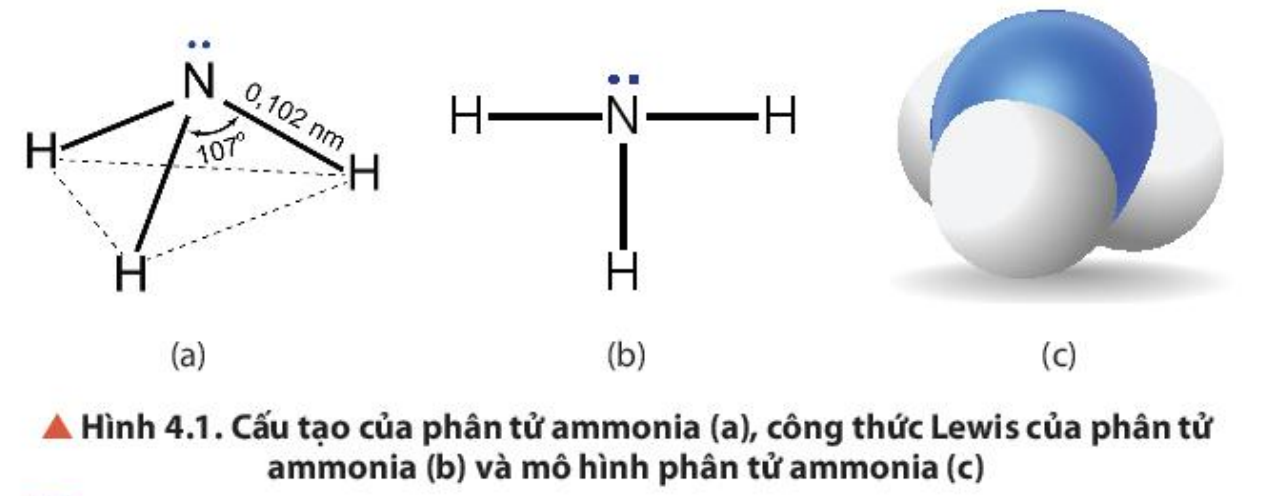 N
0,102 nm
107°
H
H
H
(a)
H N H
H
(b)
(c)
▲ Hình 4.1. Cấu tạo của phân tử ammonia (a), công thức Lewis của phân tử
ammonia (b) và mô hình phân tử ammonia (c)